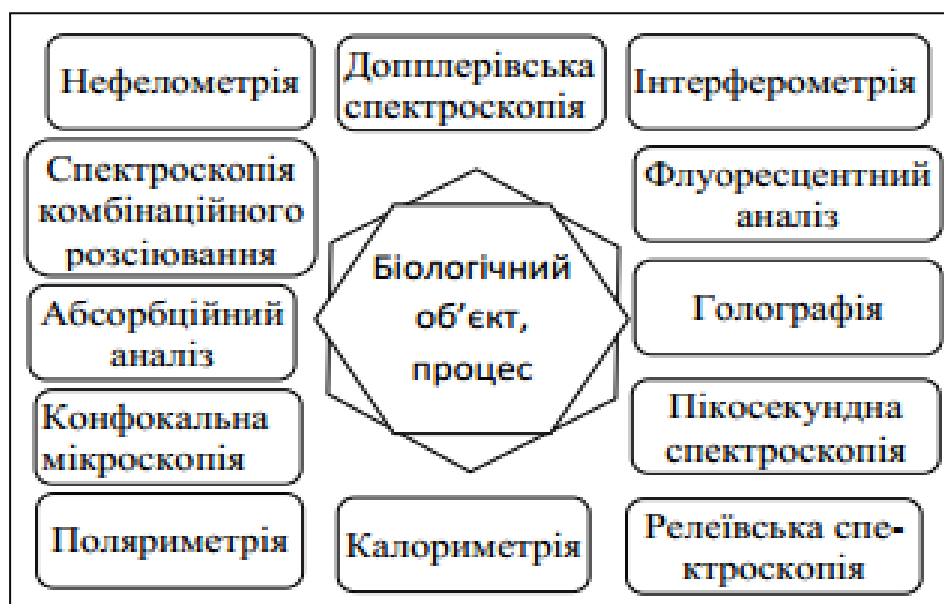 Нефелометрія
Допплерівська
спектроскопія
Інтерферометрія
Спектроскопія
комбінаційного
розсіювання
Флуоресцентний
аналіз
Біологічний
об’єкт,
процес
Абсорбційний
аналіз
Голографія
Конфокальна
мікроскопія
Пікосекундна
спектроскопія
Поляриметрія
Калориметрія
Релеївська спе-
ктроскопія